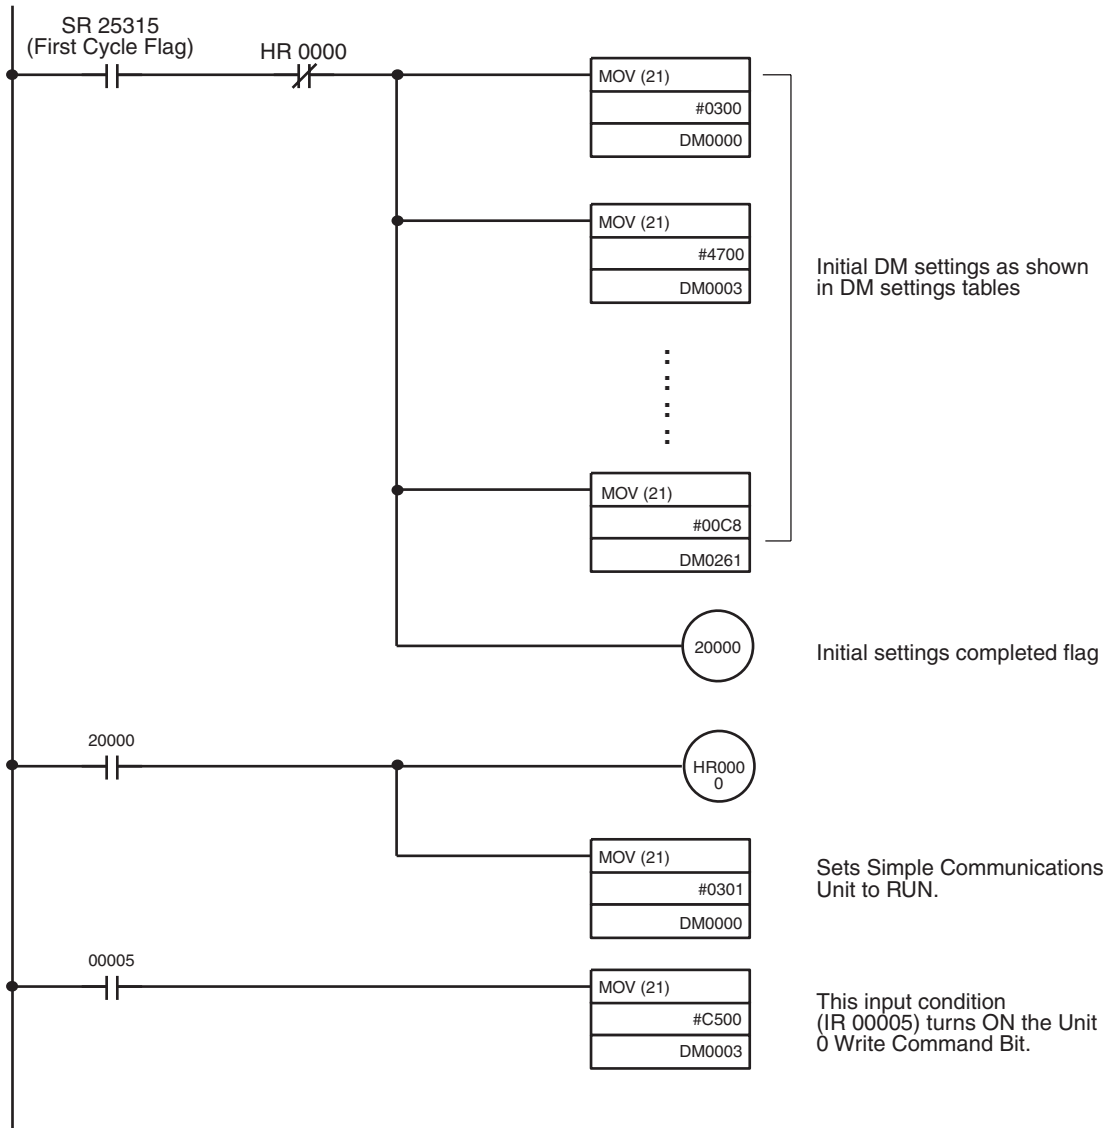 SR 25315
(First Cycle Flag)
HR 0000
MOV (21)
#0300
DM0000
MOV (21)
#4700
DM0003
Initial DM settings as shown
in DM settings tables
MOV (21)
#00C8
DM0261
20000
Initial settings completed flag
20000
HR000
0
MOV (21)
#0301
DM0000
Sets Simple Communications
Unit to RUN.
00005
MOV (21)
#C500
DM0003
This input condition
(IR 00005) turns ON the Unit
0 Write Command Bit.